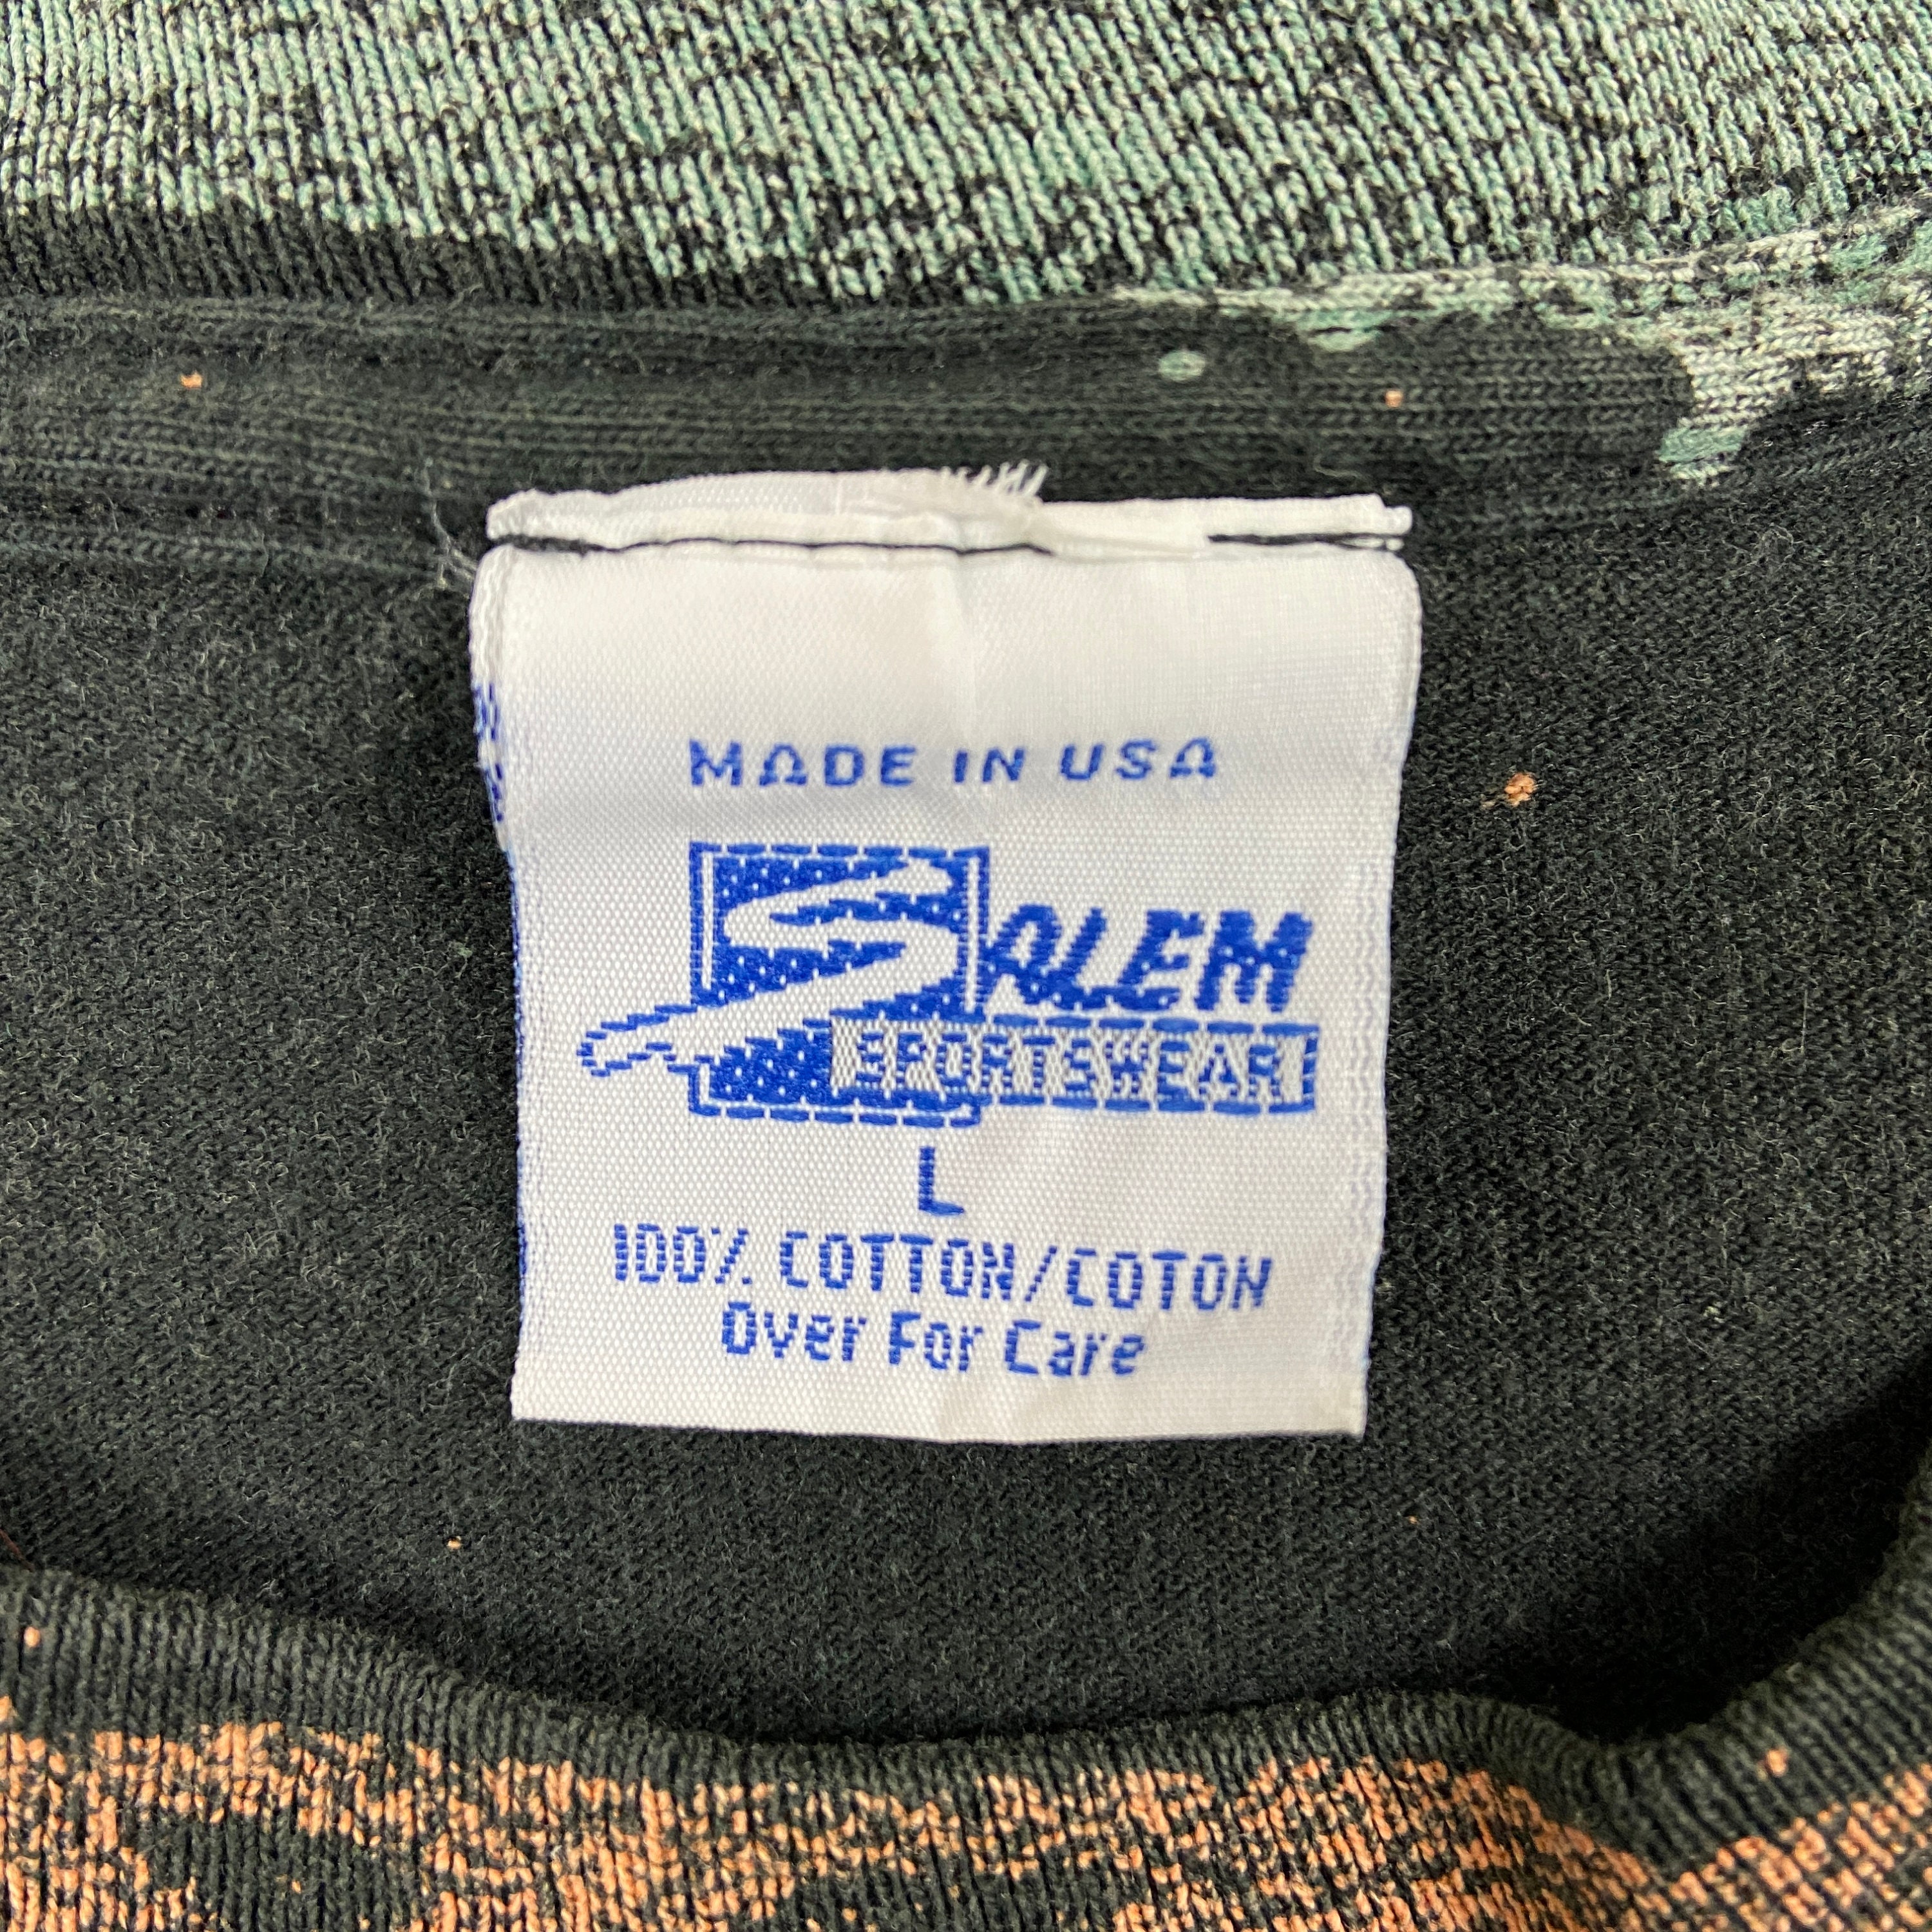 MADE IN USA
SALEM
SPORTSWEAR
L
100% COTTON/COTON
Over For Care